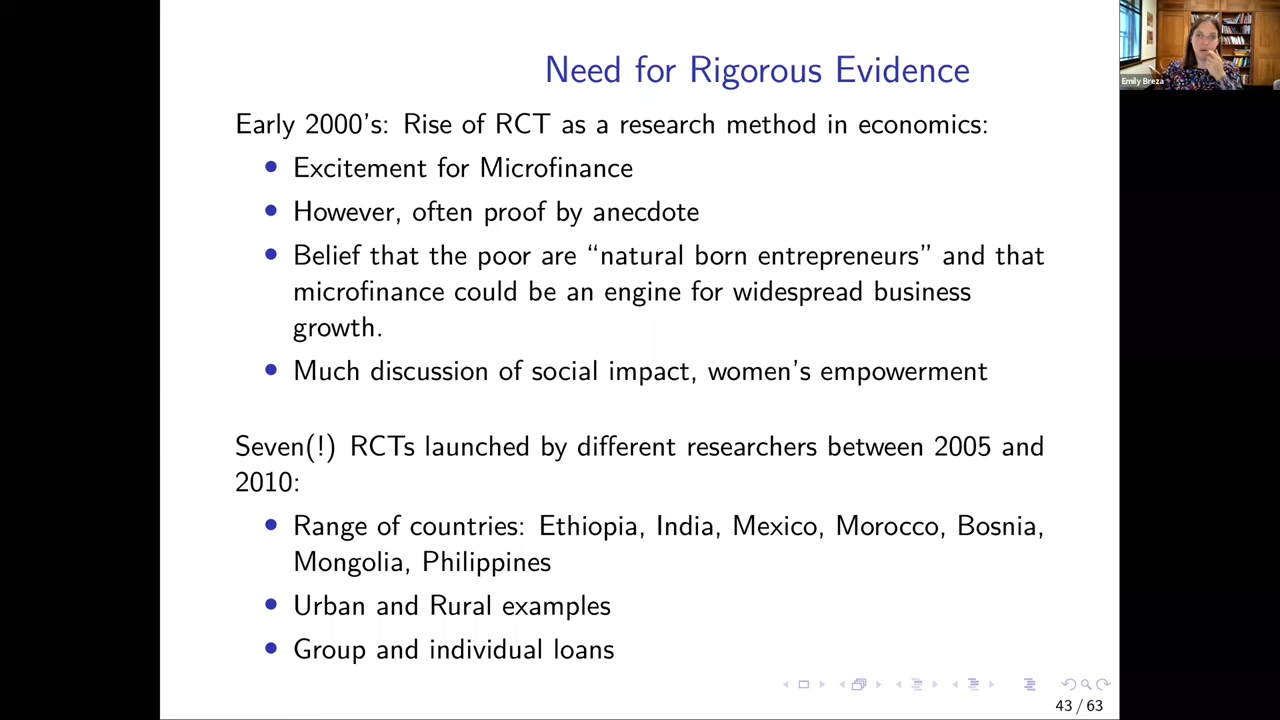 Need for Rigorous Evidence
Emily Breza
Early 2000's: Rise of RCT as a research method in economics:
• Excitement for Microfinance
• However, often proof by anecdote
• Belief that the poor are “natural born entrepreneurs” and that
microfinance could be an engine for widespread business
growth.
• Much discussion of social impact, women's empowerment
Seven(!) RCTs launched by different researchers between 2005 and
2010:
• Range of countries: Ethiopia, India, Mexico, Morocco, Bosnia,
Mongolia, Philippines
• Urban and Rural examples
• Group and individual loans
43 / 63